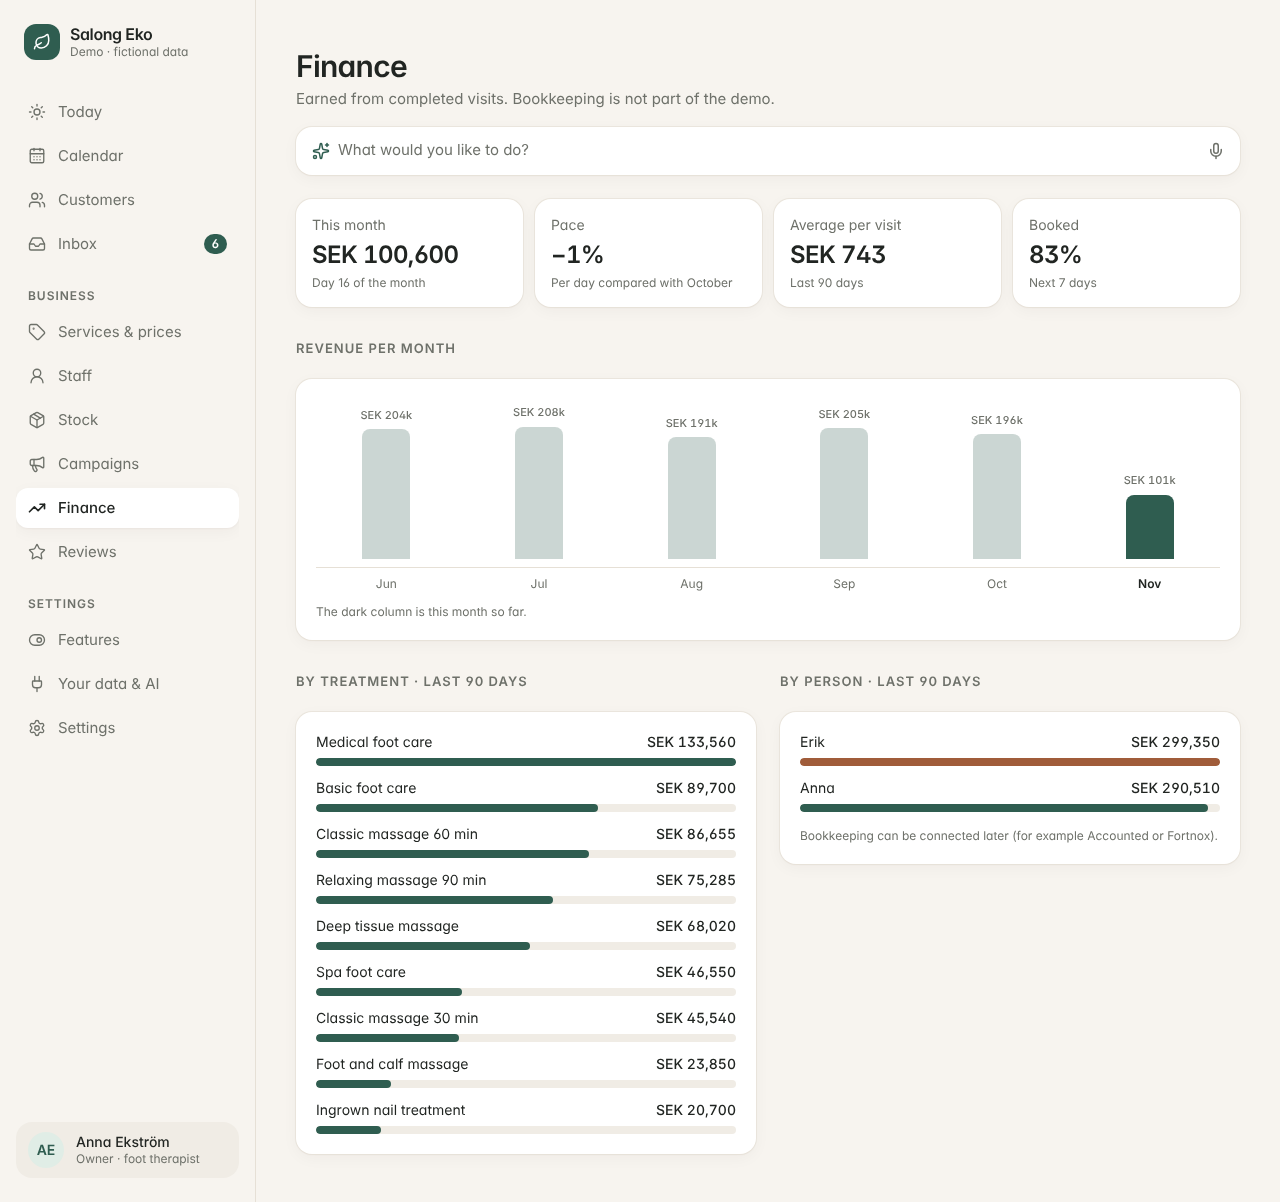 Salong Eko
Demo · fictional data
Today
Calendar
Customers
Inbox
6
BUSINESS
Services & prices
Staff
Stock
Campaigns
Finance
Reviews
SETTINGS
Features
Your data & AI
Settings
AE
Anna Ekström
Owner · foot therapist
Finance
Earned from completed visits. Bookkeeping is not part of the demo.
What would you like to do?
This month
SEK 100,600
Day 16 of the month
Pace
−1%
Per day compared with October
Average per visit
SEK 743
Last 90 days
Booked
83%
Next 7 days
REVENUE PER MONTH
SEK 204k
SEK 208k
SEK 191k
SEK 205k
SEK 196k
SEK 101k
Jun
Jul
Aug
Sep
Oct
Nov
The dark column is this month so far.
BY TREATMENT · LAST 90 DAYS
Medical foot care SEK 133,560
Basic foot care SEK 89,700
Classic massage 60 min SEK 86,655
Relaxing massage 90 min SEK 75,285
Deep tissue massage SEK 68,020
Spa foot care SEK 46,550
Classic massage 30 min SEK 45,540
Foot and calf massage SEK 23,850
Ingrown nail treatment SEK 20,700
BY PERSON · LAST 90 DAYS
Erik SEK 299,350
Anna SEK 290,510
Bookkeeping can be connected later (for example Accounted or Fortnox).